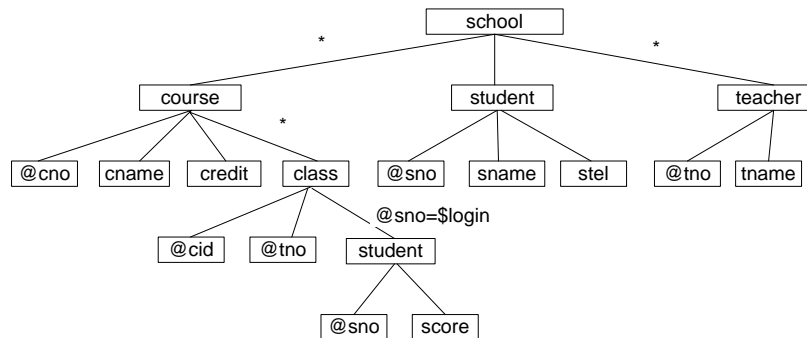 school
* *
course student teacher
*
@cno cname credit class @sno sname stel @tno tname
@sno=$login
@cid @tno student
@sno score